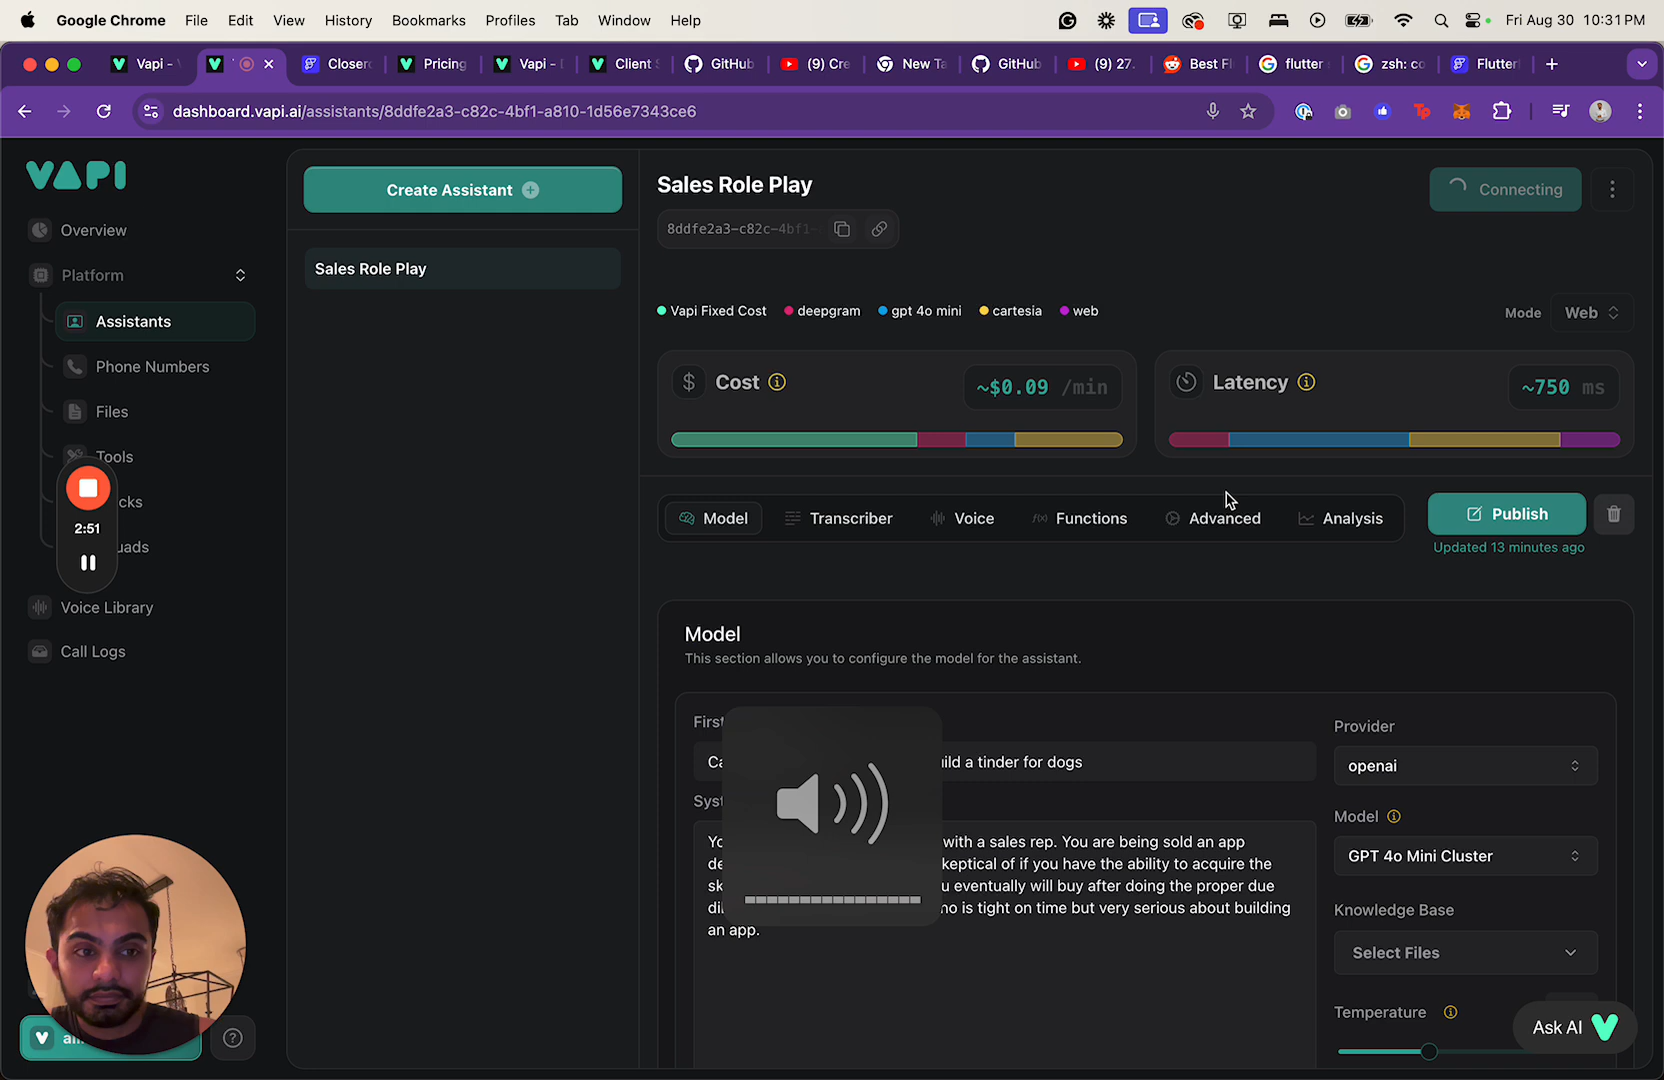 Google Chrome File Edit View History Bookmarks Profiles Tab Window Help Fri Aug 30 10:31 PM
Vapi - Closer Pricing Vapi - Client GitHub (9) Cre New Ta GitHub (9) 27. Best Fl flutter zsh: co Flutter
dashboard.vapi.ai/assistants/8ddfe2a3-c82c-4bf1-a810-1d56e7343ce6
VAPI
Overview
Platform
Assistants
Phone Numbers
Files
Tools
cks
uads
2:51
Voice Library
Call Logs
Create Assistant
Sales Role Play
Sales Role Play
Connecting
8ddfe2a3-c82c-4bf1-
Vapi Fixed Cost deepgram gpt 4o mini cartesia web
Mode Web
Cost ~$0.09 /min
Latency ~750 ms
Model Transcriber Voice Functions Advanced Analysis
Publish
Updated 13 minutes ago
Model
This section allows you to configure the model for the assistant.
First
Ca ild a tinder for dogs
Syst
Yo with a sales rep. You are being sold an app
de keptical of if you have the ability to acquire the
sk u eventually will buy after doing the proper due
dil ho is tight on time but very serious about building
an app.
Provider
openai
Model
GPT 4o Mini Cluster
Knowledge Base
Select Files
Temperature
Ask AI